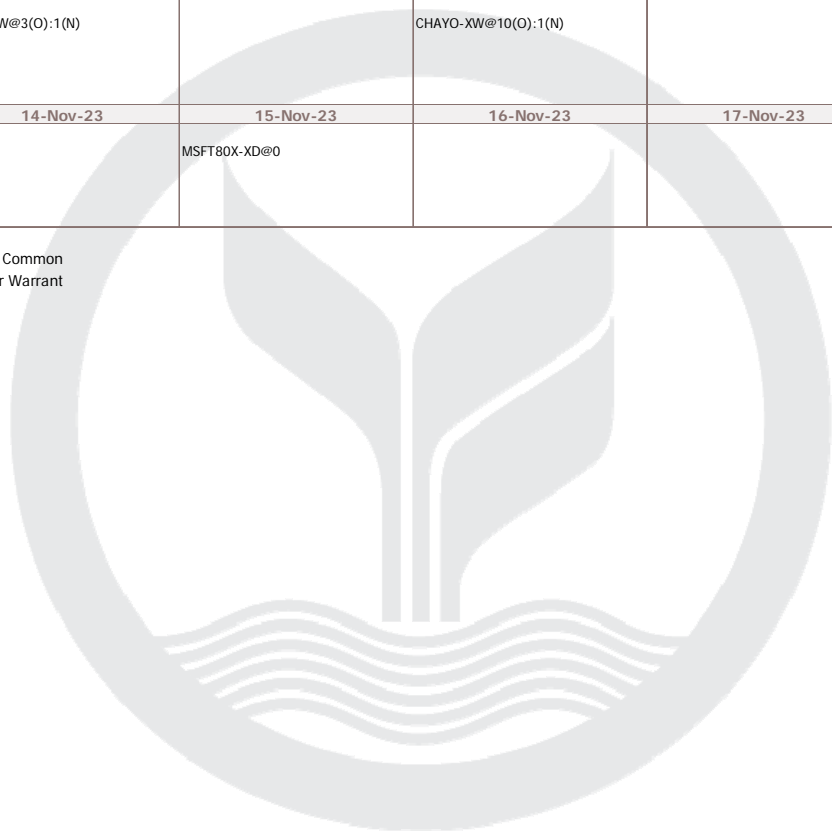 W@3(O):1(N)
CHAYO-XW@10(O):1(N)
14-Nov-23
15-Nov-23
16-Nov-23
17-Nov-23
MSFT80X-XD@0
Common
r Warrant